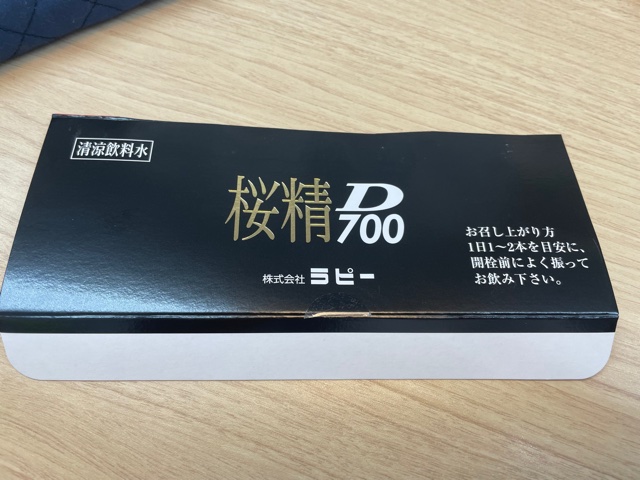 清涼飲料水
桜精D700
株式会社 ラピー
お召し上がり方
1日1～2本を目安に、
開栓前によく振って
お飲み下さい。